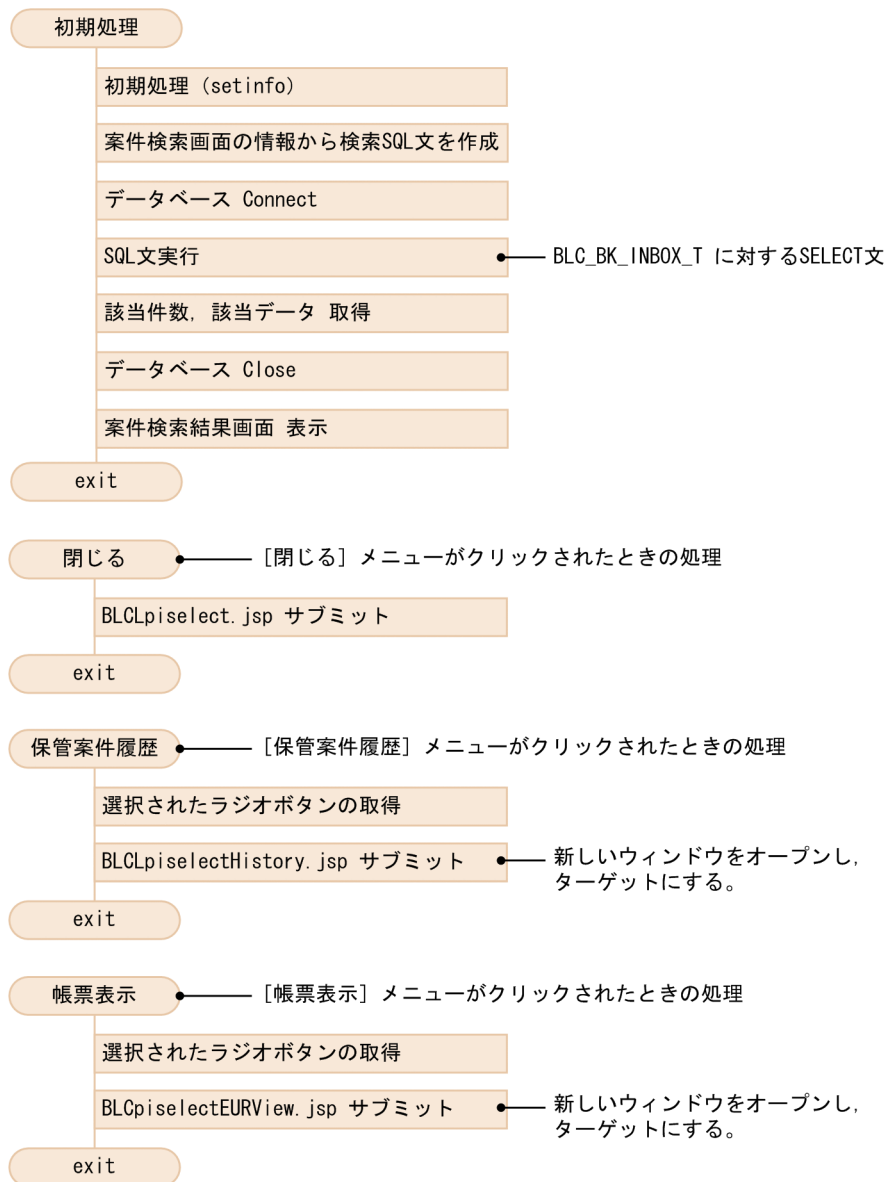 初期処理
初期処理（setinfo）
案件検索画面の情報から検索SQL文を作成
データベース Connect
SQL文実行
BLC_BK_INBOX_T に対するSELECT文
該当件数，該当データ 取得
データベース Close
案件検索結果画面 表示
exit
閉じる
［閉じる］メニューがクリックされたときの処理
BLCLpiselect.jsp サブミット
exit
保管案件履歴
［保管案件履歴］メニューがクリックされたときの処理
選択されたラジオボタンの取得
BLCLpiselectHistory.jsp サブミット
新しいウィンドウをオープンし，
ターゲットにする。
exit
帳票表示
［帳票表示］メニューがクリックされたときの処理
選択されたラジオボタンの取得
BLCpiselectEURView.jsp サブミット
新しいウィンドウをオープンし，
ターゲットにする。
exit